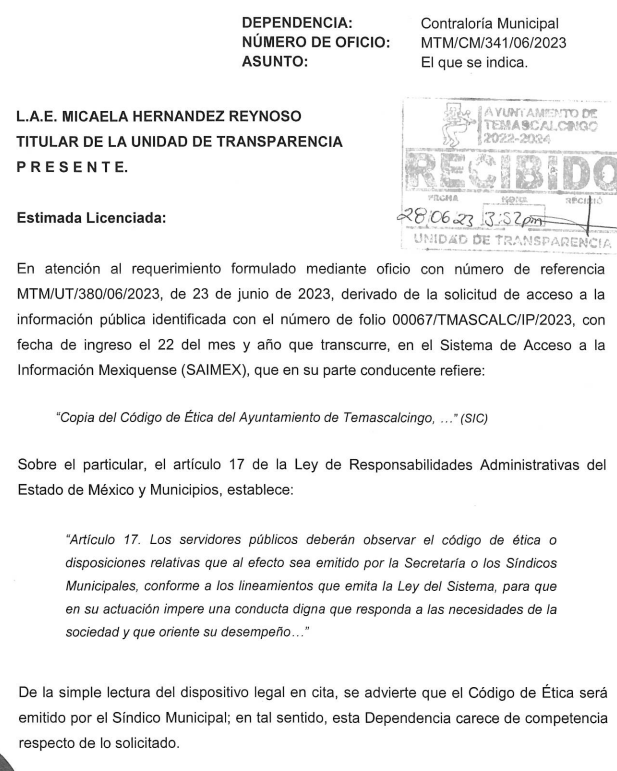 DEPENDENCIA: Contraloría Municipal
NÚMERO DE OFICIO: MTM/CM/341/06/2023
ASUNTO: El que se indica.
L.A.E. MICAELA HERNANDEZ REYNOSO
TITULAR DE LA UNIDAD DE TRANSPARENCIA
P R E S E N T E.
AYUNTAMIENTO DE
TEMASCALCINGO
2022-2024
RECIBIDO
FECHA HORA RECIBIÓ
28 06 23 3:52pm
UNIDAD DE TRANSPARENCIA
Estimada Licenciada:
En atención al requerimiento formulado mediante oficio con número de referencia
MTM/UT/380/06/2023, de 23 de junio de 2023, derivado de la solicitud de acceso a la
información pública identificada con el número de folio 00067/TMASCALC/IP/2023, con
fecha de ingreso el 22 del mes y año que transcurre, en el Sistema de Acceso a la
Información Mexiquense (SAIMEX), que en su parte conducente refiere:
“Copia del Código de Ética del Ayuntamiento de Temascalcingo, …” (SIC)
Sobre el particular, el artículo 17 de la Ley de Responsabilidades Administrativas del
Estado de México y Municipios, establece:
“Artículo 17. Los servidores públicos deberán observar el código de ética o
disposiciones relativas que al efecto sea emitido por la Secretaría o los Síndicos
Municipales, conforme a los lineamientos que emita la Ley del Sistema, para que
en su actuación impere una conducta digna que responda a las necesidades de la
sociedad y que oriente su desempeño…”
De la simple lectura del dispositivo legal en cita, se advierte que el Código de Ética será
emitido por el Síndico Municipal; en tal sentido, esta Dependencia carece de competencia
respecto de lo solicitado.